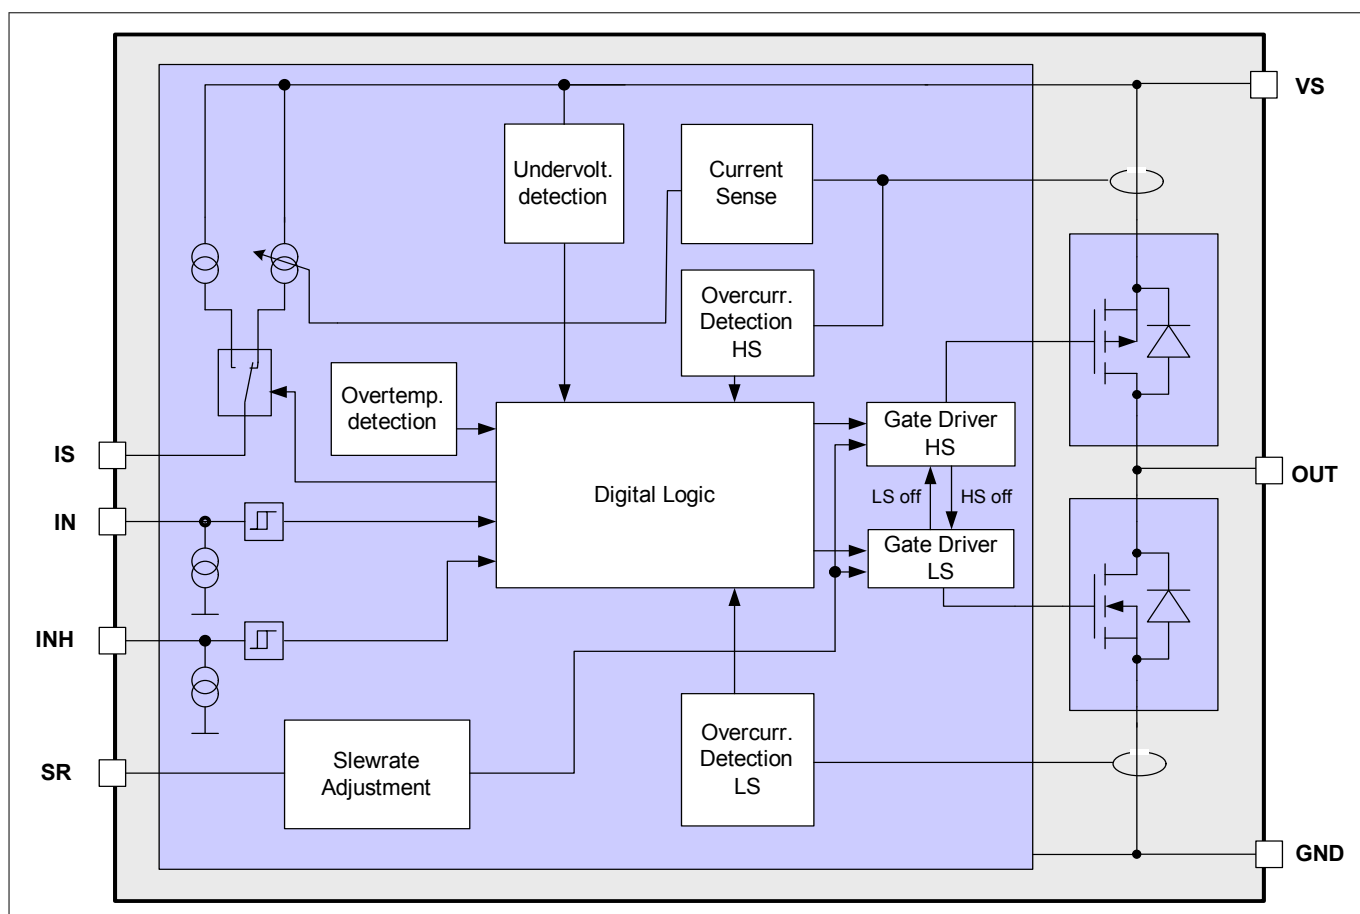 VS
Undervolt.
detection
Current
Sense
Overcurr.
Detection
HS
Overtemp.
detection
Gate Driver
HS
IS
OUT
Digital Logic
LS off
HS off
IN
Gate Driver
LS
INH
Overcurr.
Detection
LS
Slewrate
Adjustment
SR
GND